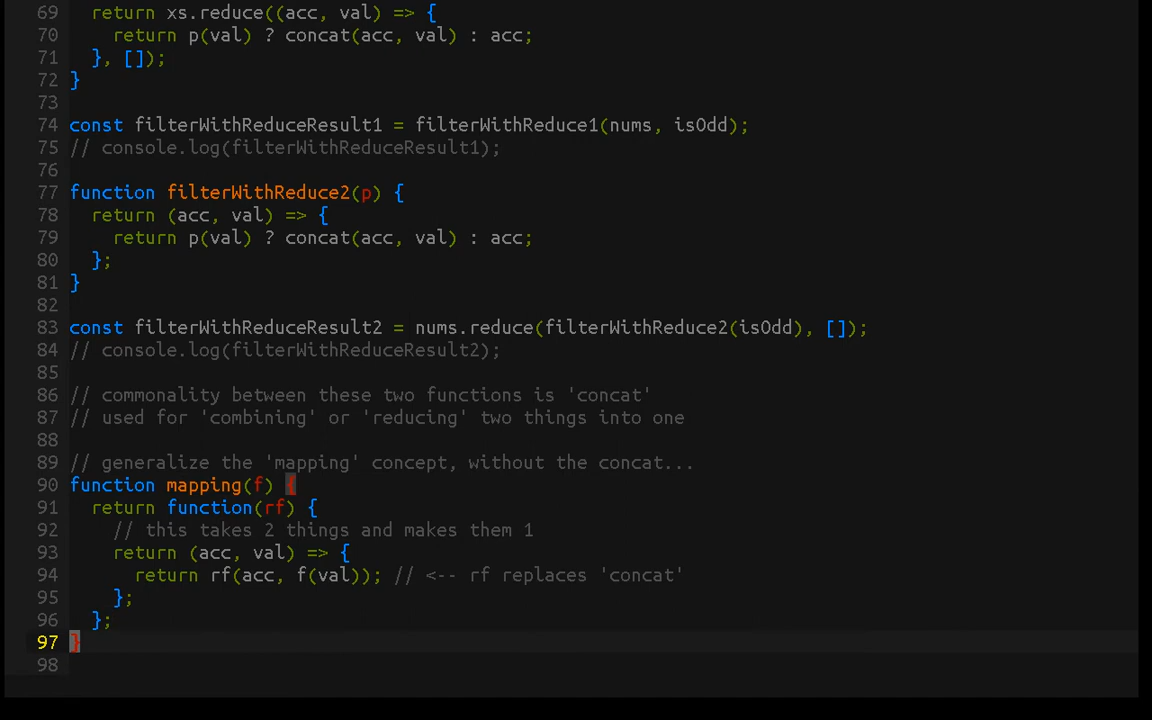 69   return xs.reduce((acc, val) => {
70     return p(val) ? concat(acc, val) : acc;
71   }, []);
72 }
73
74 const filterWithReduceResult1 = filterWithReduce1(nums, isOdd);
75 // console.log(filterWithReduceResult1);
76
77 function filterWithReduce2(p) {
78   return (acc, val) => {
79     return p(val) ? concat(acc, val) : acc;
80   };
81 }
82
83 const filterWithReduceResult2 = nums.reduce(filterWithReduce2(isOdd), []);
84 // console.log(filterWithReduceResult2);
85
86 // commonality between these two functions is 'concat'
87 // used for 'combining' or 'reducing' two things into one
88
89 // generalize the 'mapping' concept, without the concat...
90 function mapping(f) {
91   return function(rf) {
92     // this takes 2 things and makes them 1
93     return (acc, val) => {
94       return rf(acc, f(val)); // <-- rf replaces 'concat'
95     };
96   };
97 }
98